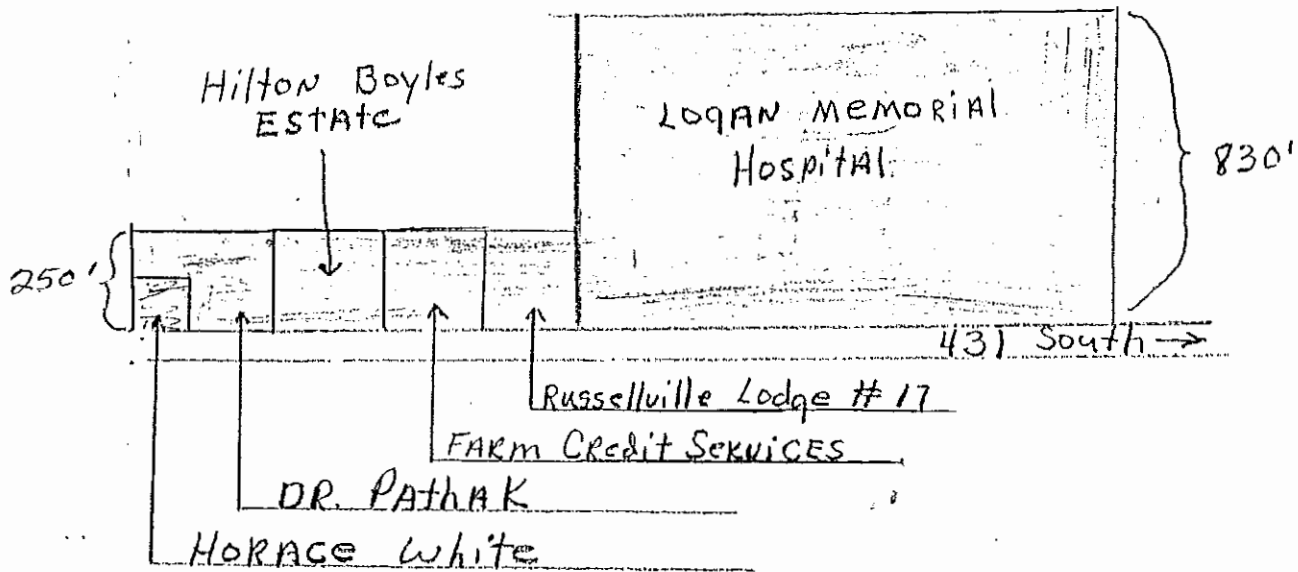 Hilton Boyles
Estate
Logan Memorial
Hospital
830'
250'
431 South →
Russellville Lodge # 17
Farm Credit Services
DR. Pathak
Horace White